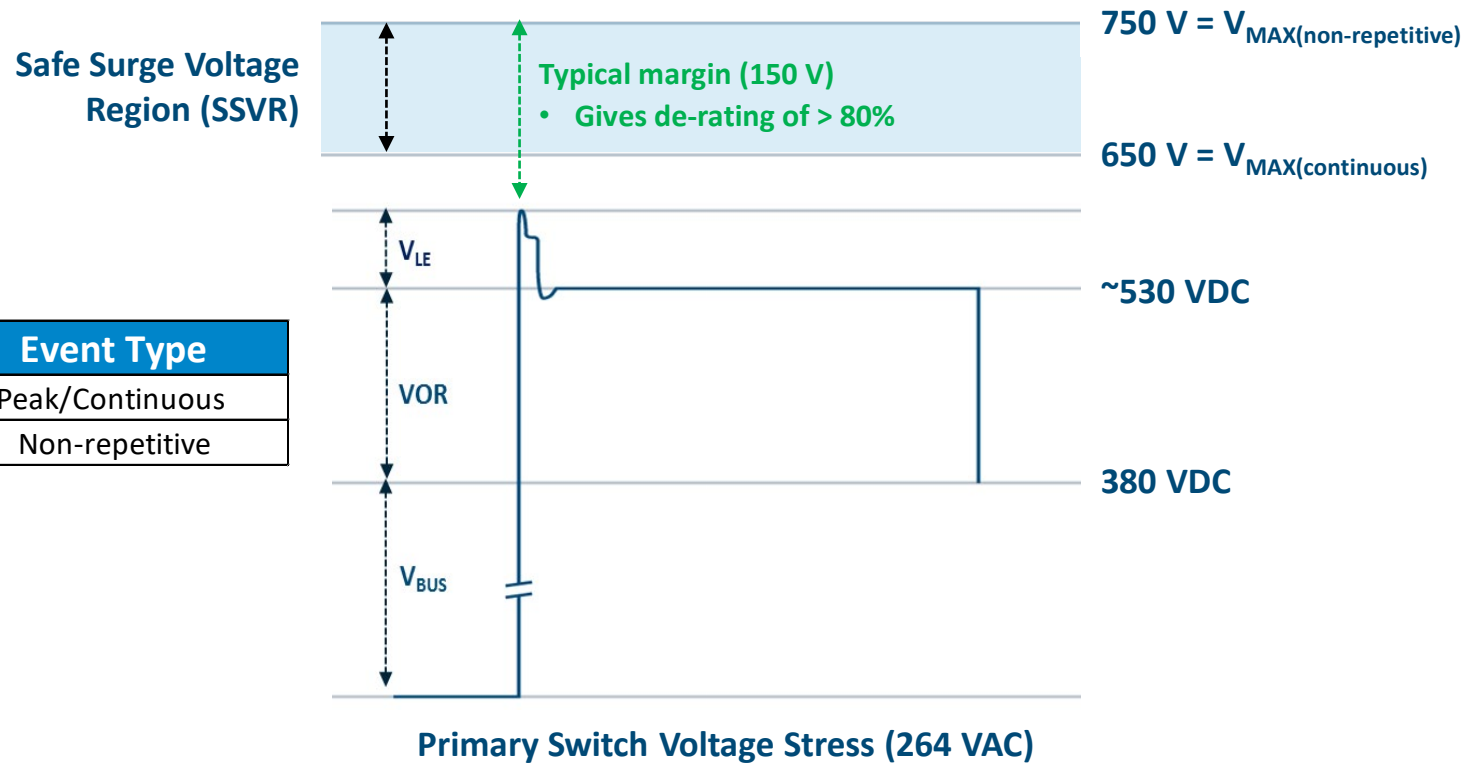 750 V = VMAX(non-repetitive)
Safe Surge Voltage
Region (SSVR)
Typical margin (150 V)
• Gives de-rating of > 80%
650 V = VMAX(continuous)
VLE
~530 VDC
Event Type
Peak/Continuous
Non-repetitive
VOR
380 VDC
VBUS
Primary Switch Voltage Stress (264 VAC)